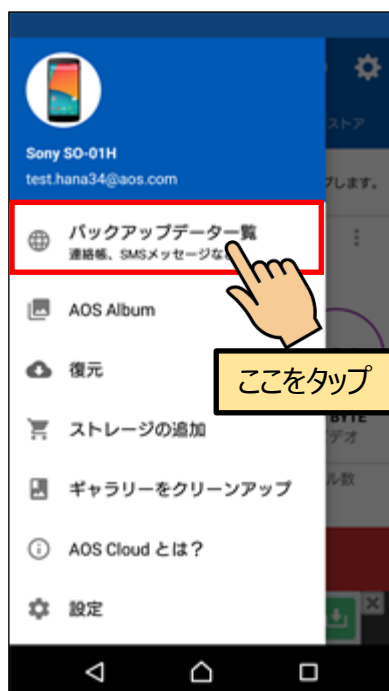 Sony SO-01H
test.hana34@aos.com
ストア
プします。
バックアップデーター覧
連絡帳、SMSメッセージな
AOS Album
復元
ここをタップ
BYTE
デオ
ストレージの追加
ル数
ギャラリーをクリーンアップ
AOS Cloud とは？
設定